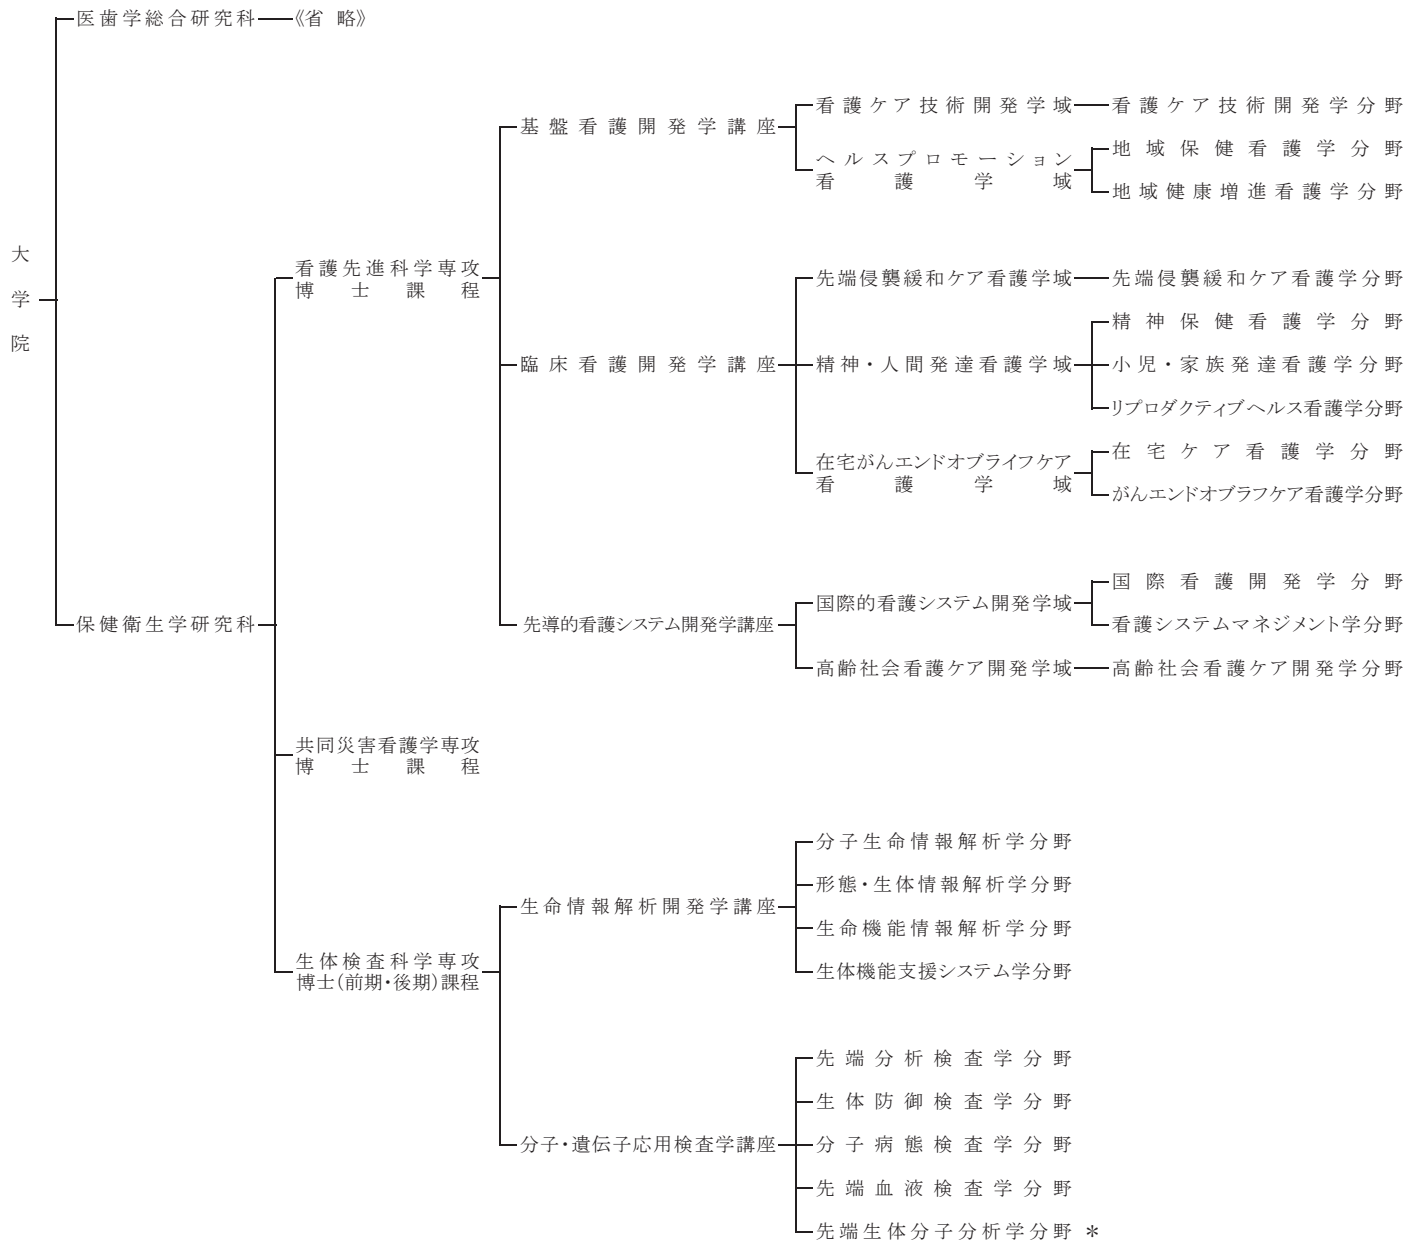 大学院
医歯学総合研究科
《省略》
保健衛生学研究科
看護先進科学専攻
博士課程
基盤看護開発学講座
看護ケア技術開発学域
看護ケア技術開発学分野
ヘルスプロモーション
看護学域
地域保健看護学分野
地域健康増進看護学分野
臨床看護開発学講座
先端侵襲緩和ケア看護学域
先端侵襲緩和ケア看護学分野
精神・人間発達看護学域
精神保健看護学分野
小児・家族発達看護学分野
リプロダクティブヘルス看護学分野
在宅がんエンドオブライフケア
看護学域
在宅ケア看護学分野
がんエンドオブラフケア看護学分野
先導的看護システム開発学講座
国際的看護システム開発学域
国際看護開発学分野
看護システムマネジメント学分野
高齢社会看護ケア開発学域
高齢社会看護ケア開発学分野
共同災害看護学専攻
博士課程
生体検査科学専攻
博士(前期・後期)課程
生命情報解析開発学講座
分子生命情報解析学分野
形態・生体情報解析学分野
生命機能情報解析学分野
生体機能支援システム学分野
分子・遺伝子応用検査学講座
先端分析検査学分野
生体防御検査学分野
分子病態検査学分野
先端血液検査学分野
先端生体分子分析学分野 ＊